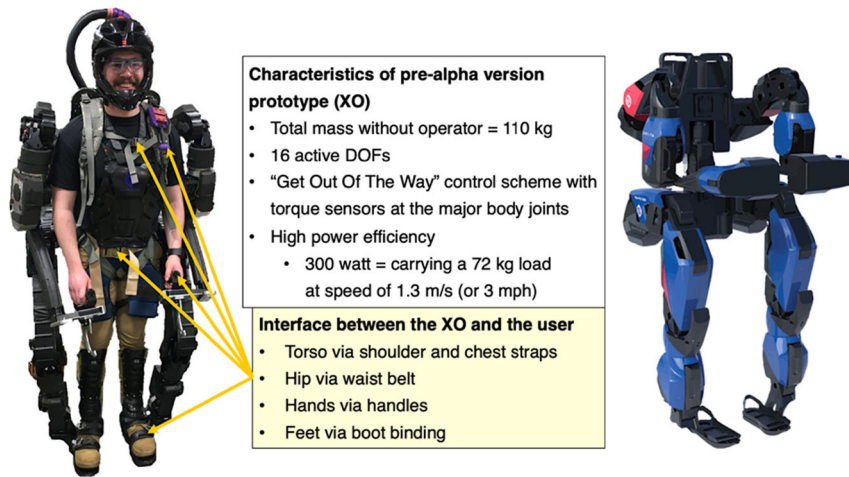 Characteristics of pre-alpha version
prototype (XO)
• Total mass without operator = 110 kg
• 16 active DOFs
• “Get Out Of The Way” control scheme with
torque sensors at the major body joints
• High power efficiency
• 300 watt = carrying a 72 kg load
at speed of 1.3 m/s (or 3 mph)
Interface between the XO and the user
• Torso via shoulder and chest straps
• Hip via waist belt
• Hands via handles
• Feet via boot binding